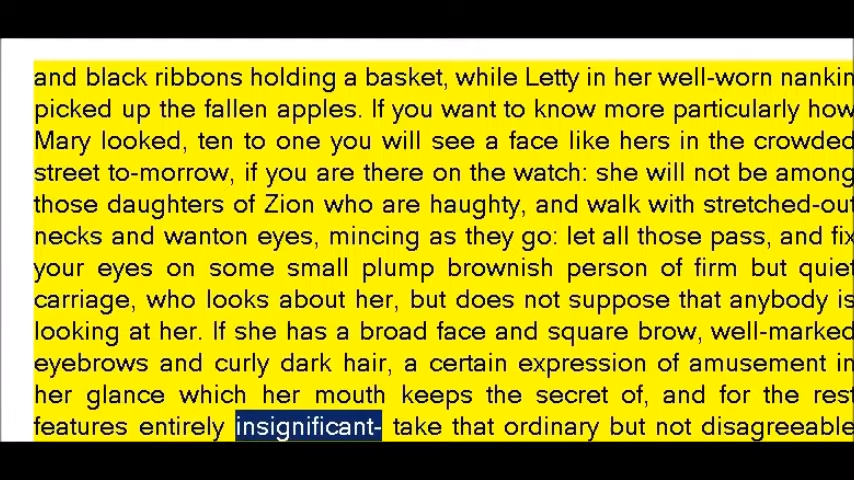 and black ribbons holding a basket, while Letty in her well-worn nankin
picked up the fallen apples. If you want to know more particularly how
Mary looked, ten to one you will see a face like hers in the crowded
street to-morrow, if you are there on the watch: she will not be among
those daughters of Zion who are haughty, and walk with stretched-out
necks and wanton eyes, mincing as they go: let all those pass, and fix
your eyes on some small plump brownish person of firm but quiet
carriage, who looks about her, but does not suppose that anybody is
looking at her. If she has a broad face and square brow, well-marked
eyebrows and curly dark hair, a certain expression of amusement in
her glance which her mouth keeps the secret of, and for the rest
features entirely insignificant- take that ordinary but not disagreeable